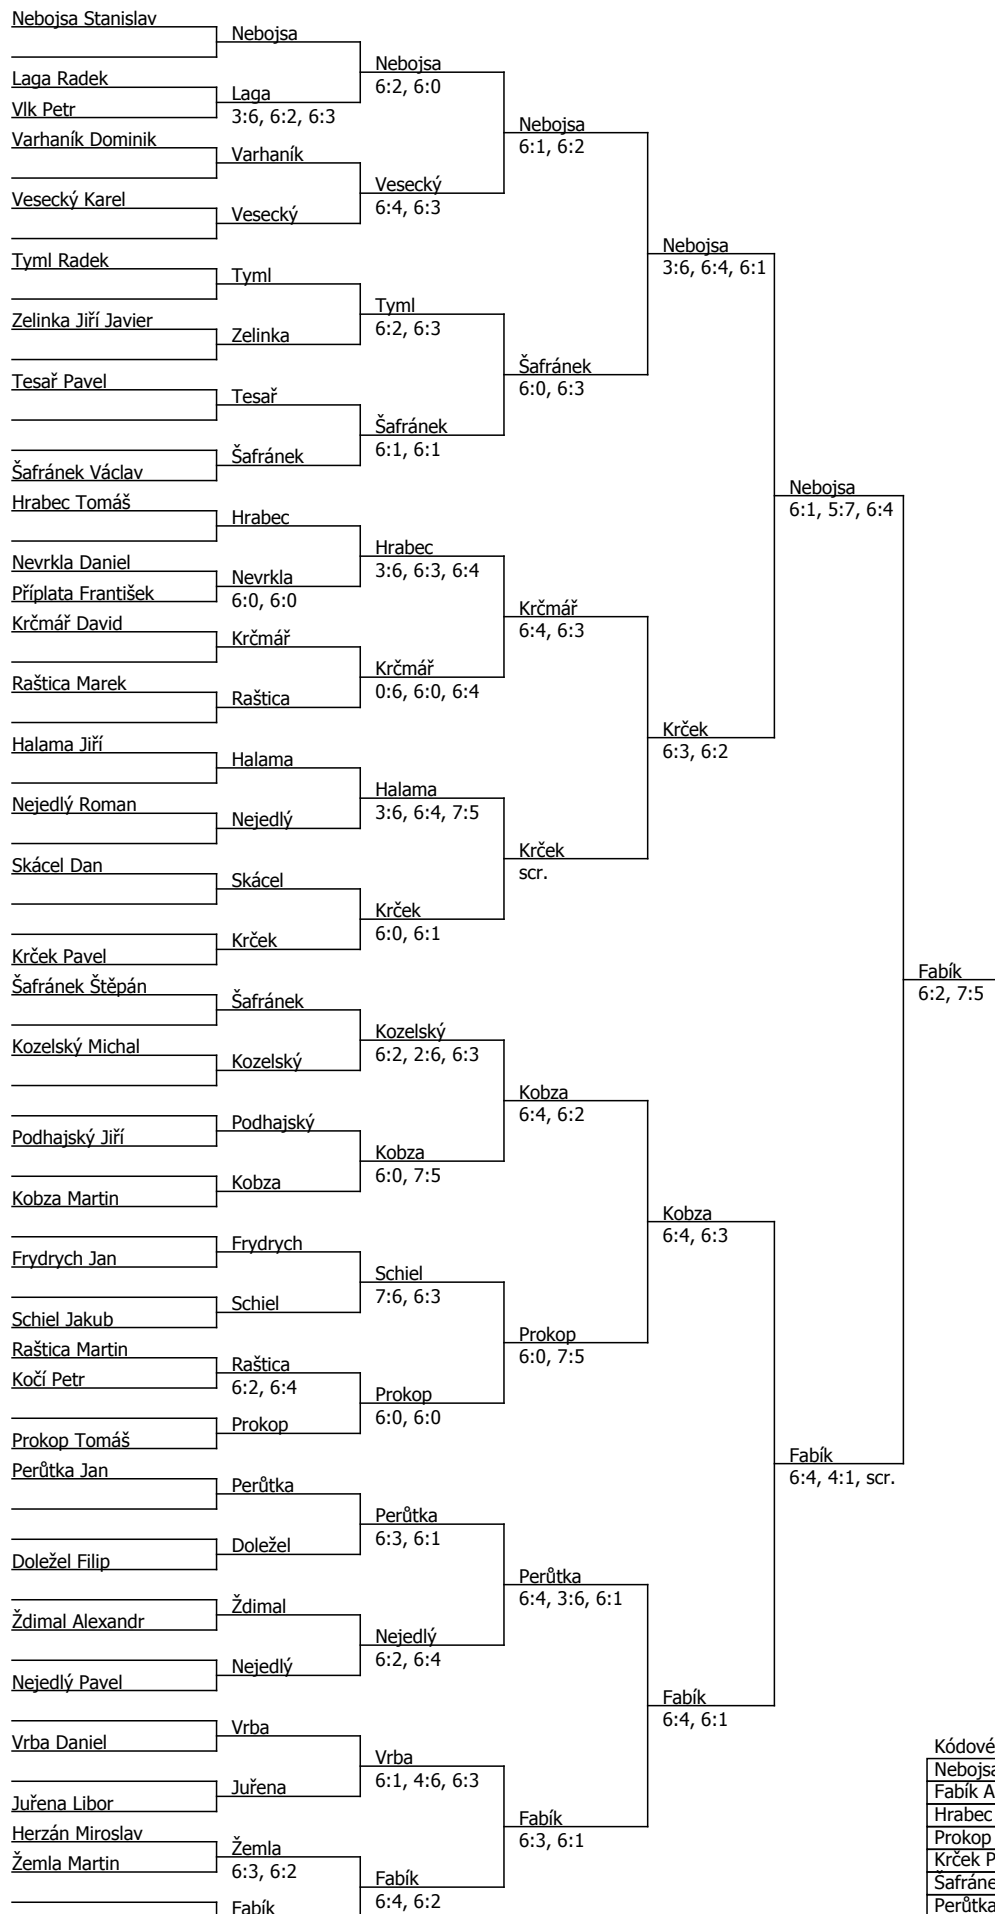 Nebojsa Stanislav
Laga Radek
Vlk Petr
Varhaník Dominik
Vesecký Karel
Tyml Radek
Zelinka Jiří Javier
Tesař Pavel
Šafránek Václav
Hrabec Tomáš
Nevrkla Daniel
Příplata František
Krčmář David
Raštica Marek
Halama Jiří
Nejedlý Roman
Skácel Dan
Krček Pavel
Šafránek Štěpán
Kozelský Michal
Podhajský Jiří
Kobza Martin
Frydrych Jan
Schiel Jakub
Raštica Martin
Kočí Petr
Prokop Tomáš
Perůtka Jan
Doležel Filip
Ždimal Alexandr
Nejedlý Pavel
Vrba Daniel
Juřena Libor
Herzán Miroslav
Žemla Martin
Nebojsa
Laga
3:6, 6:2, 6:3
Varhaník
Vesecký
Tyml
Zelinka
Tesař
Šafránek
Hrabec
Nevrkla
6:0, 6:0
Krčmář
Raštica
Halama
Nejedlý
Skácel
Krček
Šafránek
Kozelský
Podhajský
Kobza
Frydrych
Schiel
Raštica
6:2, 6:4
Prokop
Perůtka
Doležel
Ždimal
Nejedlý
Vrba
Juřena
Žemla
6:3, 6:2
Fabík
Nebojsa
6:2, 6:0
Vesecký
6:4, 6:3
Tyml
6:2, 6:3
Šafránek
6:1, 6:1
Hrabec
3:6, 6:3, 6:4
Krčmář
0:6, 6:0, 6:4
Halama
3:6, 6:4, 7:5
Krček
6:0, 6:1
Kozelský
6:2, 2:6, 6:3
Kobza
6:0, 7:5
Schiel
7:6, 6:3
Prokop
6:0, 6:0
Perůtka
6:3, 6:1
Nejedlý
6:2, 6:4
Vrba
6:1, 4:6, 6:3
Fabík
6:4, 6:2
Nebojsa
6:1, 6:2
Šafránek
6:0, 6:3
Krčmář
6:4, 6:3
Krček
scr.
Kobza
6:4, 6:2
Prokop
6:0, 7:5
Perůtka
6:4, 3:6, 6:1
Fabík
6:3, 6:1
Nebojsa
3:6, 6:4, 6:1
Krček
6:3, 6:2
Kobza
6:4, 6:3
Fabík
6:4, 6:1
Nebojsa
6:1, 5:7, 6:4
Fabík
6:4, 4:1, scr.
Fabík
6:2, 7:5
Kódové
Nebojsa
Fabík A
Hrabec
Prokop
Krček P
Šafráne
Perůtka